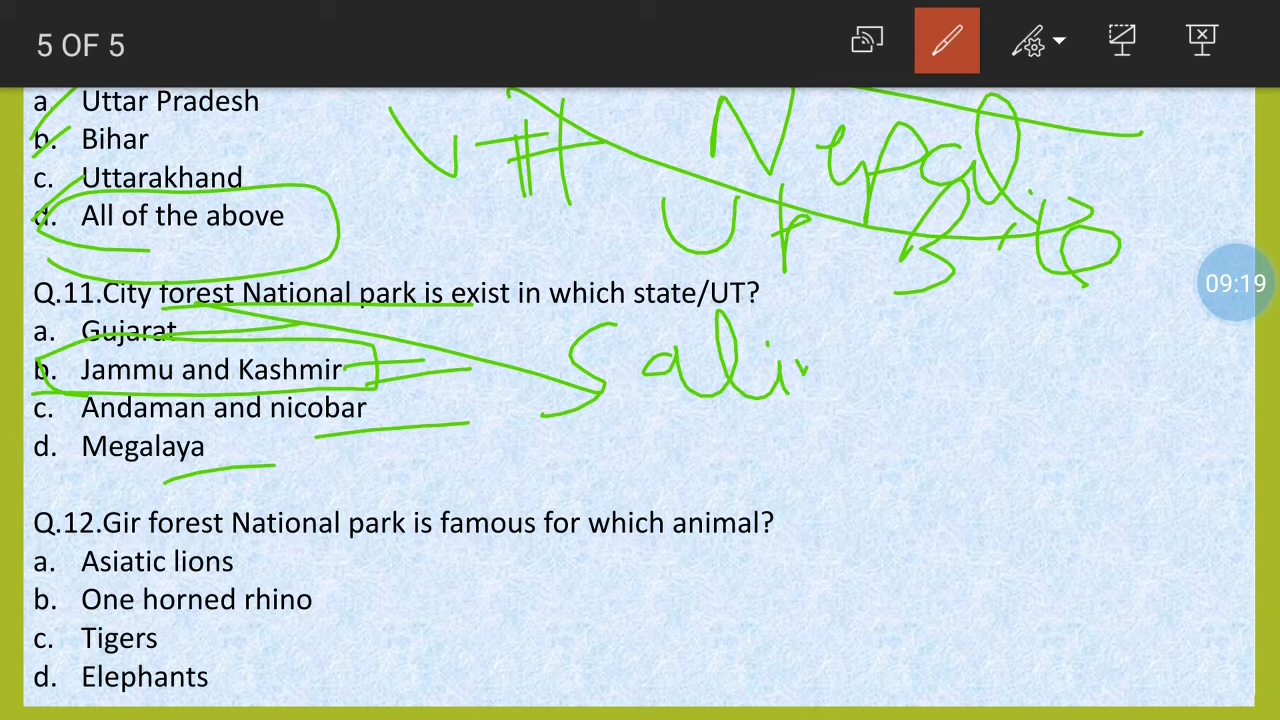 5 OF 5
a. Uttar Pradesh
b. Bihar
c. Uttarakhand
d. All of the above
Nepal
UP
Q.11.City forest National park is exist in which state/UT?
a. Gujarat
b. Jammu and Kashmir
c. Andaman and nicobar
d. Megalaya
Sali
Q.12.Gir forest National park is famous for which animal?
a. Asiatic lions
b. One horned rhino
c. Tigers
d. Elephants
09:19